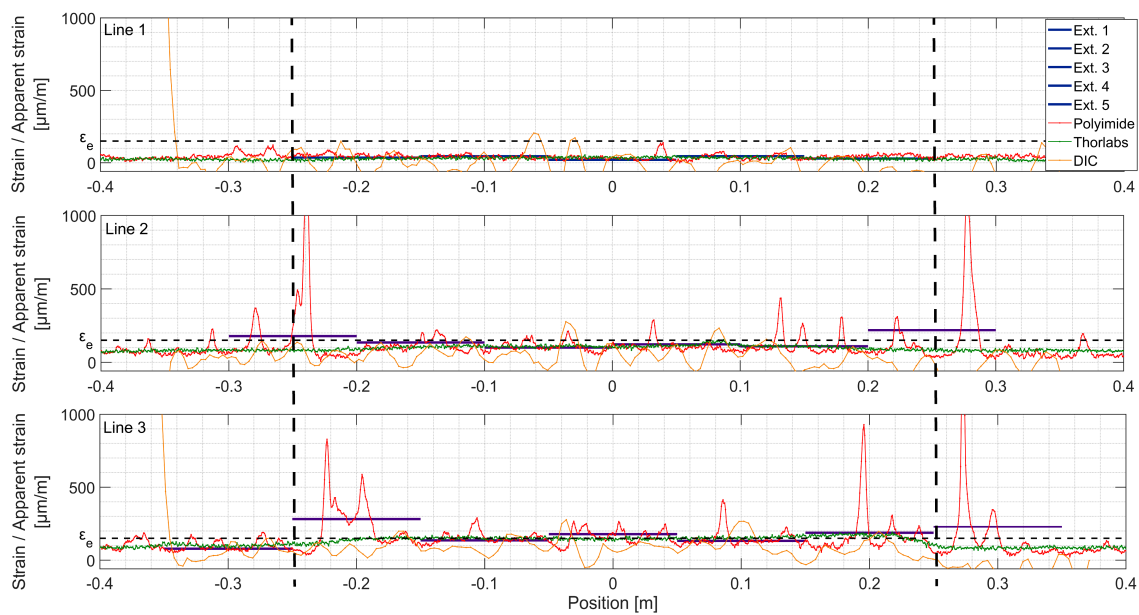 Strain / Apparent strain
[µm/m]
1000
500
εe
0
Line 1
Ext. 1
Ext. 2
Ext. 3
Ext. 4
Ext. 5
Polyimide
Thorlabs
DIC
-0.4 -0.3 -0.2 -0.1 0 0.1 0.2 0.3 0.4
Strain / Apparent strain
[µm/m]
1000
500
εe
0
Line 2
-0.4 -0.3 -0.2 -0.1 0 0.1 0.2 0.3 0.4
Strain / Apparent strain
[µm/m]
1000
500
εe
0
Line 3
-0.4 -0.3 -0.2 -0.1 0 0.1 0.2 0.3 0.4
Position [m]